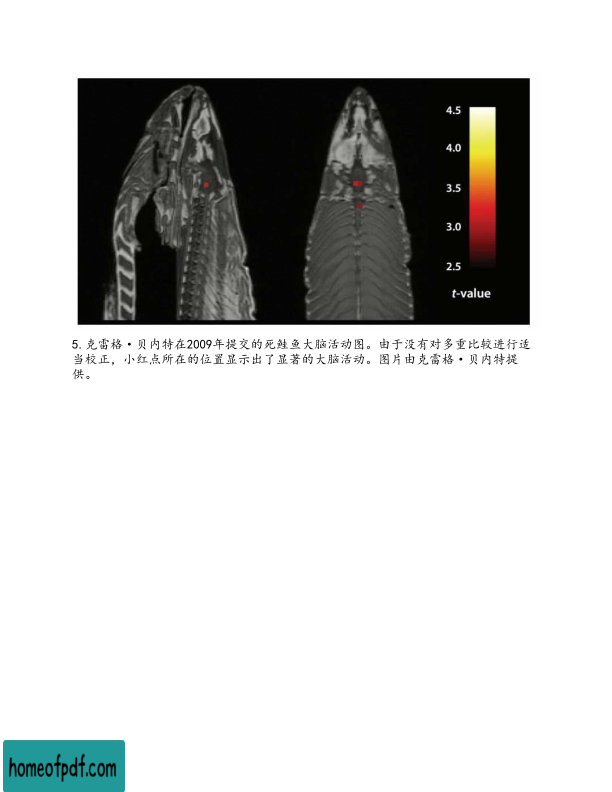 4.5
4.0
3.5
3.0
2.5
t-value
5. 克雷格·贝内特在2009年提交的死鲑鱼大脑活动图。由于没有对多重比较进行适
当校正，小红点所在的位置显示出了显著的大脑活动。图片由克雷格·贝内特提
供。
homeofpdf.com